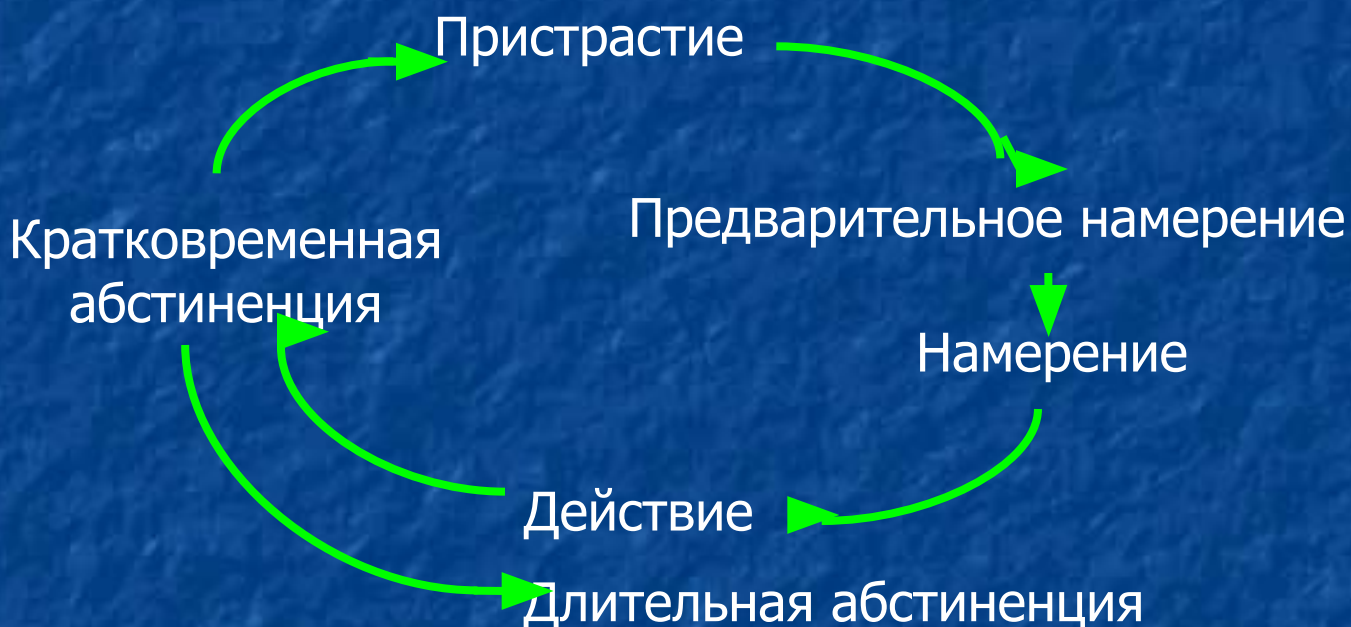 Пристрастие
Предварительное намерение
Кратковременная
абстиненция
Намерение
Действие
Длительная абстиненция